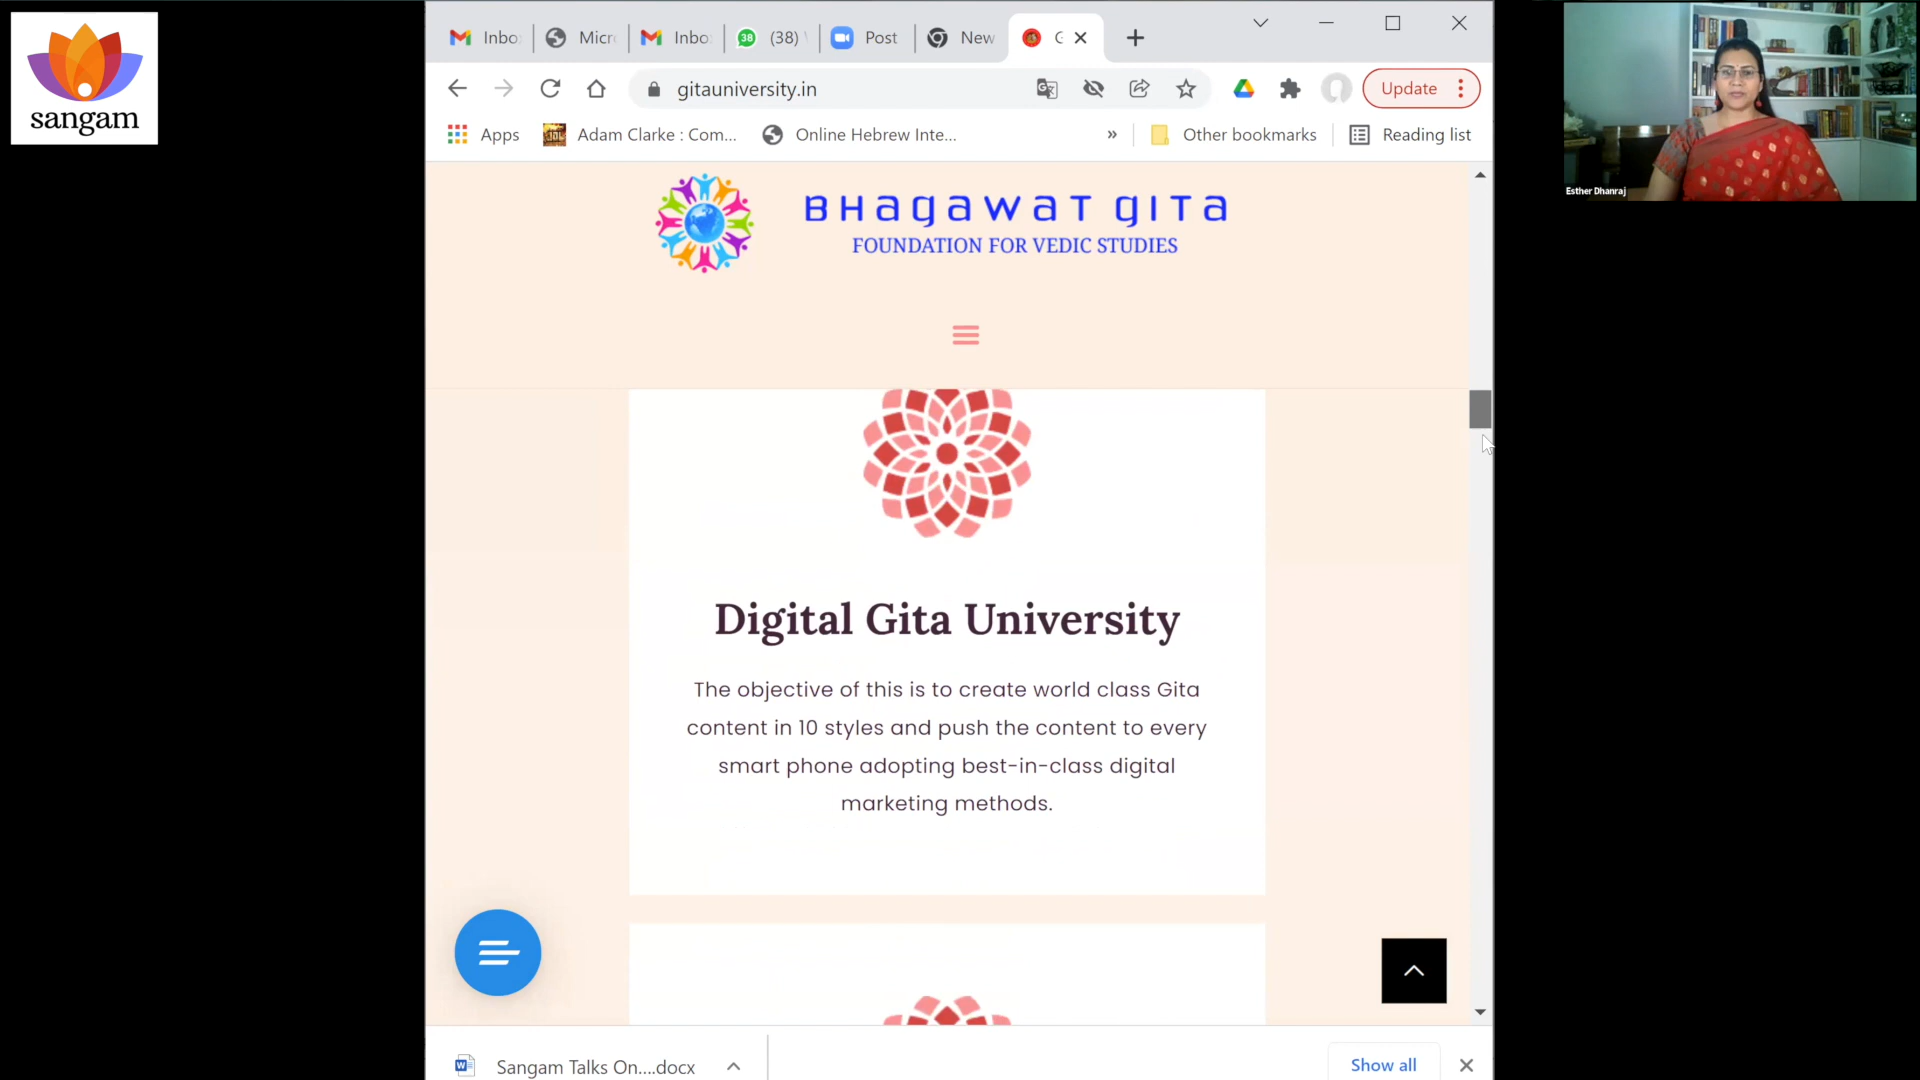 sangam
Inbo
Micr
Inbo
38
(38)
Post
New
G
gitauniversity.in
Update
Apps
Adam Clarke : Com...
Online Hebrew Inte...
»
Other bookmarks
Reading list
BHAGAWAT GITA
FOUNDATION FOR VEDIC STUDIES
Digital Gita University
The objective of this is to create world class Gita
content in 10 styles and push the content to every
smart phone adopting best-in-class digital
marketing methods.
Sangam Talks On....docx
Show all
Esther Dhanraj